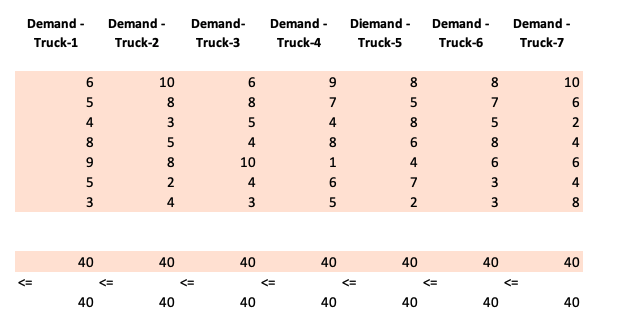 Demand - Demand - Demand- Demand - Diemand - Demand - Demand -
Truck-1 Truck-2 Truck-3 Truck-4 Truck-5 Truck-6 Truck-7
6 10 6 9 8 8 10
5 8 8 7 5 7 6
4 3 5 4 8 5 2
8 5 4 8 6 8 4
9 8 10 1 4 6 6
5 2 4 6 7 3 4
3 4 3 5 2 3 8
40 40 40 40 40 40 40
<= <= <= <= <= <= <=
40 40 40 40 40 40 40